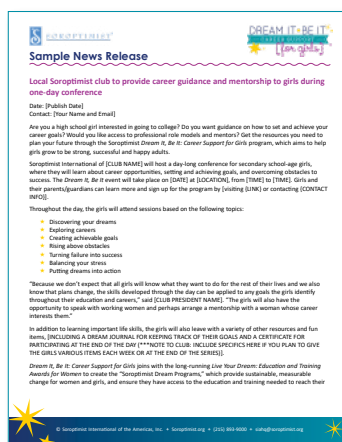 SOROPTIMIST
DREAM IT•BE IT
CAREER SUPPORT
[for girls]
Sample News Release
Local Soroptimist club to provide career guidance and mentorship to girls during
one-day conference
Date: [Publish Date]
Contact: [Your Name and Email]
Are you a high school girl interested in going to college? Do you want guidance on how to set and achieve your
career goals? Would you like access to professional role models and mentors? Get the resources you need to
plan your future through the Soroptimist Dream It, Be It: Career Support for Girls program, which aims to help
girls grow to be strong, successful and happy adults.
Soroptimist International of [CLUB NAME] will host a day-long conference for secondary school-age girls,
where they will learn about career opportunities, setting and achieving goals, and overcoming obstacles to
success. The Dream It, Be It event will take place on [DATE] at [LOCATION], from [TIME] to [TIME]. Girls and
their parents/guardians can learn more and sign up for the program by [visiting (LINK) or contacting (CONTACT
INFO)].
Throughout the day, the girls will attend sessions based on the following topics:
Discovering your dreams
Exploring careers
Creating achievable goals
Rising above obstacles
Turning failure into success
Balancing your stress
Putting dreams into action
"Because we don't expect that all girls will know what they want to do for the rest of their lives and we also
know that plans change, the skills developed through the day can be applied to any goals the girls identify
throughout their education and careers," said [CLUB PRESIDENT NAME]. "The girls will also have the
opportunity to speak with working women and perhaps arrange a mentorship with a woman whose career
interests them."
In addition to learning important life skills, the girls will also leave with a variety of other resources and fun
items, [INCLUDING A DREAM JOURNAL FOR KEEPING TRACK OF THEIR GOALS AND A CERTIFICATE FOR
PARTICIPATING AT THE END OF THE DAY (***NOTE TO CLUB: INCLUDE SPECIFICS HERE IF YOU PLAN TO GIVE
THE GIRLS VARIOUS ITEMS EACH WEEK OR AT THE END OF THE SERIES)].
Dream It, Be It: Career Support for Girls joins with the long-running Live Your Dream: Education and Training
Awards for Women to create the "Soroptimist Dream Programs," which provide sustainable, measurable
change for women and girls, and ensure they have access to the education and training needed to reach their
© Soroptimist International of the Americas, Inc. • Soroptimist.org • (215) 893-9000 • siahq@soroptimist.org